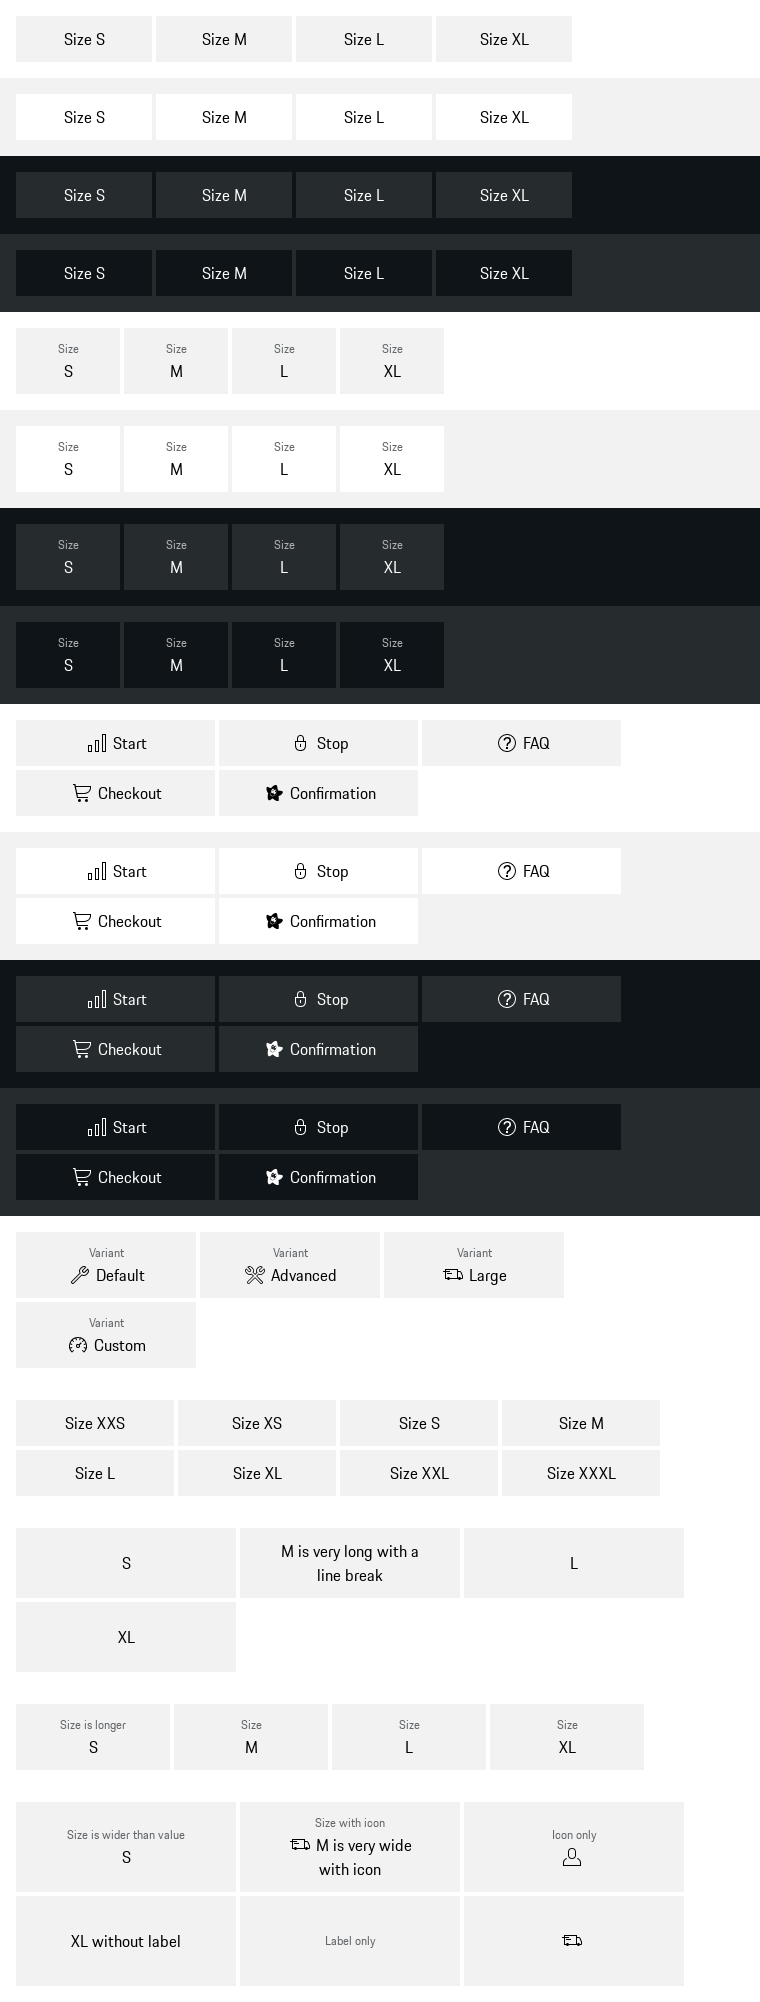 Size S Size M Size L Size XL
Size S Size M Size L Size XL
Size S Size M Size L Size XL
Size S Size M Size L Size XL
Size Size Size Size
S M L XL
Size Size Size Size
S M L XL
Size Size Size Size
S M L XL
Size Size Size Size
S M L XL
Start Stop FAQ
Checkout Confirmation
Start Stop FAQ
Checkout Confirmation
Start Stop FAQ
Checkout Confirmation
Start Stop FAQ
Checkout Confirmation
Variant Variant Variant
Default Advanced Large
Variant
Custom
Size XXS Size XS Size S Size M
Size L Size XL Size XXL Size XXXL
S M is very long with a L
line break
XL
Size is longer Size Size Size
S M L XL
Size is wider than value Size with icon Icon only
S M is very wide
with icon
XL without label Label only